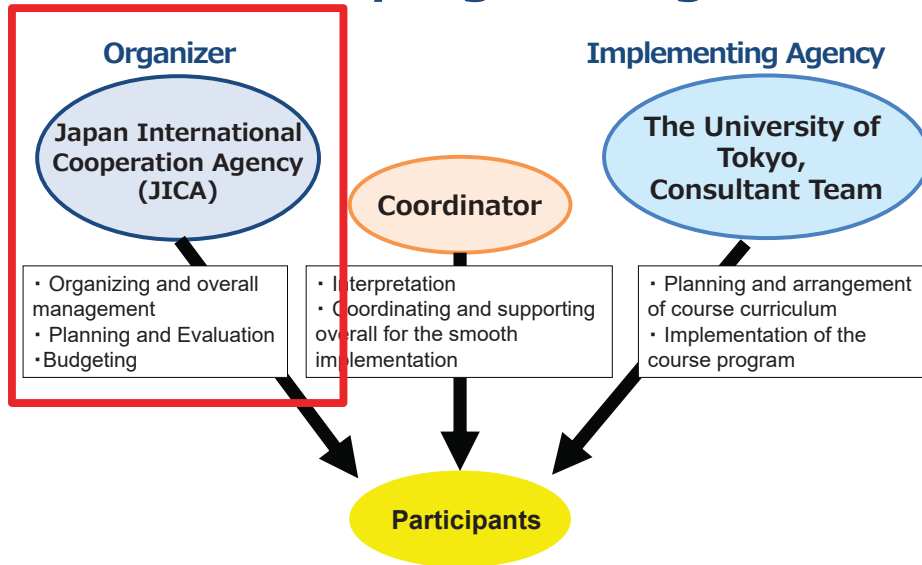 Organizer
Japan International
Cooperation Agency
(JICA)
・Organizing and overall
management
・Planning and Evaluation
・Budgeting
Coordinator
・Interpretation
・Coordinating and supporting
overall for the smooth
implementation
Implementing Agency
The University of
Tokyo,
Consultant Team
・Planning and arrangement
of course curriculum
・Implementation of the
course program
Participants